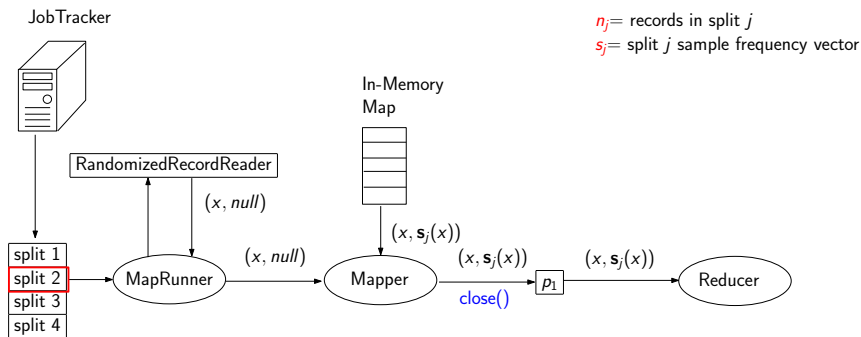 JobTracker
n_j= records in split j
s_j= split j sample frequency vector
In-Memory
Map
RandomizedRecordReader
(x, null)
(x, s_j(x))
split 1
split 2
split 3
split 4
MapRunner
(x, null)
Mapper
(x, s_j(x))
close()
p_1
(x, s_j(x))
Reducer